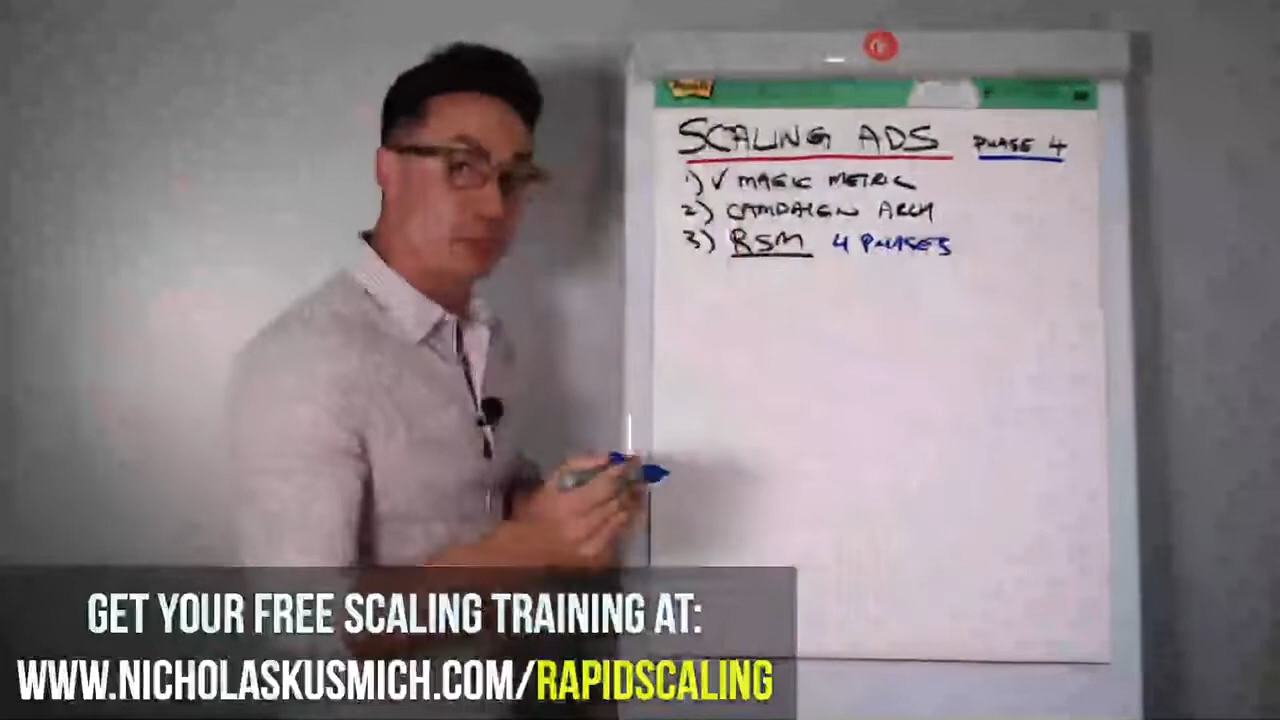 SCALING ADS PHASE 4
1) ✓ MAGIC METRIC
2) CAMPAIGN ARCH
3) RSM 4 PHASES
GET YOUR FREE SCALING TRAINING AT:
WWW.NICHOLASKUSMICH.COM/RAPIDSCALING